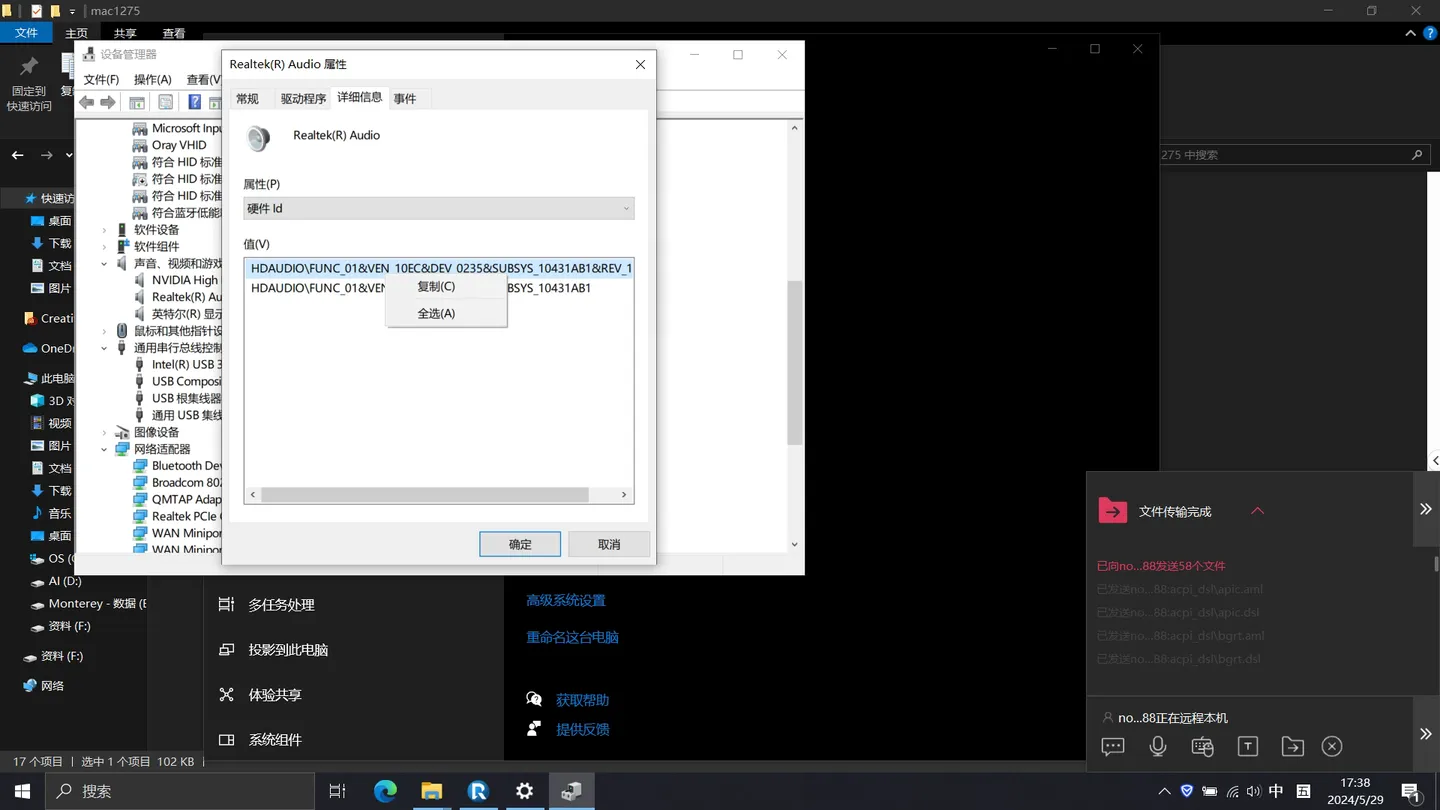 mac1275
文件
主页
共享
查看
固定到
快速访问
275 中搜索
快速访
桌面
下载
文档
图片
Creati
OneD
此电脑
3D 对
视频
图片
文档
下载
音乐
桌面
OS (
AI (D:)
Monterey - 数据 (E
资料 (F:)
资料 (F:)
网络
17 个项目
选中 1 个项目 102 KB
设备管理器
文件(F)
操作(A)
查看(V
Microsoft Inpu
Oray VHID
符合 HID 标准
符合 HID 标准
符合 HID 标准
符合蓝牙低能
软件设备
软件组件
声音、视频和游戏
NVIDIA High
Realtek(R) Au
英特尔(R) 显示
鼠标和其他指针设
通用串行总线控制
Intel(R) USB 3
USB Composi
USB 根集线器
通用 USB 集线
图像设备
网络适配器
Bluetooth Dev
Broadcom 802
QMTAP Adap
Realtek PCIe
WAN Minipor
WAN Minipor
Realtek(R) Audio 属性
常规
驱动程序
详细信息
事件
Realtek(R) Audio
属性(P)
硬件 Id
值(V)
HDAUDIO\FUNC_01&VEN_10EC&DEV_0235&SUBSYS_10431AB1&REV_1
HDAUDIO\FUNC_01&VEN
BSYS_10431AB1
复制(C)
全选(A)
确定
取消
多任务处理
投影到此电脑
体验共享
系统组件
高级系统设置
重命名这台电脑
获取帮助
提供反馈
文件传输完成
已向no...88发送58个文件
已发送no...88:acpi_dsl\apic.aml
已发送no...88:acpi_dsl\apic.dsl
已发送no...88:acpi_dsl\bgrt.aml
已发送no...88:acpi_dsl\bgrt.dsl
no...88正在远程本机
搜索
中
17:38
2024/5/29
1